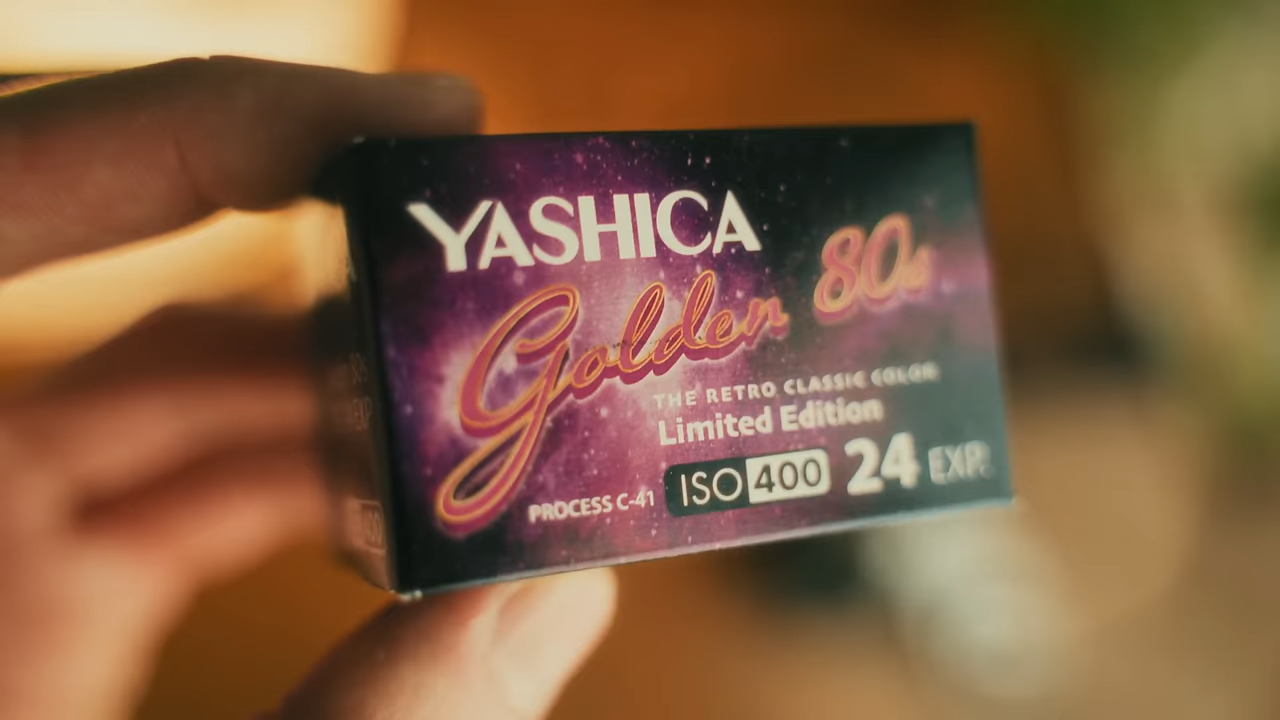 YASHICA
Golden 80s
THE RETRO CLASSIC COLOR
Limited Edition
PROCESS C-41 ISO 400 24 EXP.